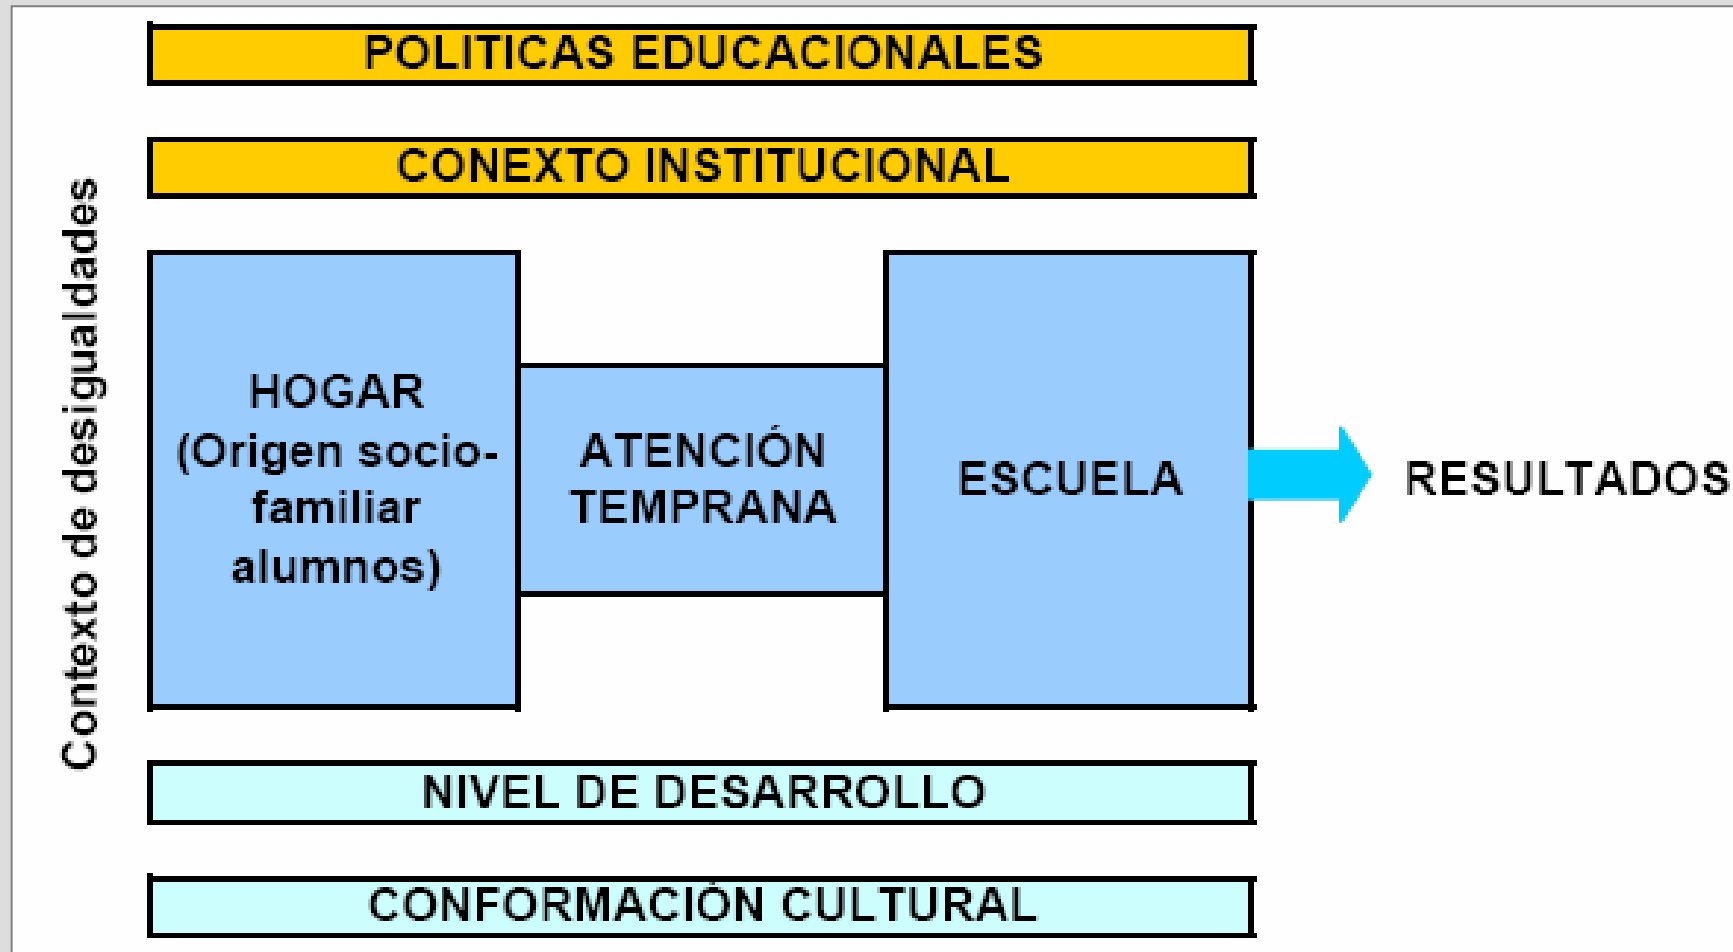 POLITICAS EDUCACIONALES
CONEXTO INSTITUCIONAL
Contexto de desigualdades
HOGAR
(Origen socio-
familiar
alumnos)
ATENCIÓN
TEMPRANA
ESCUELA
RESULTADOS
NIVEL DE DESARROLLO
CONFORMACIÓN CULTURAL